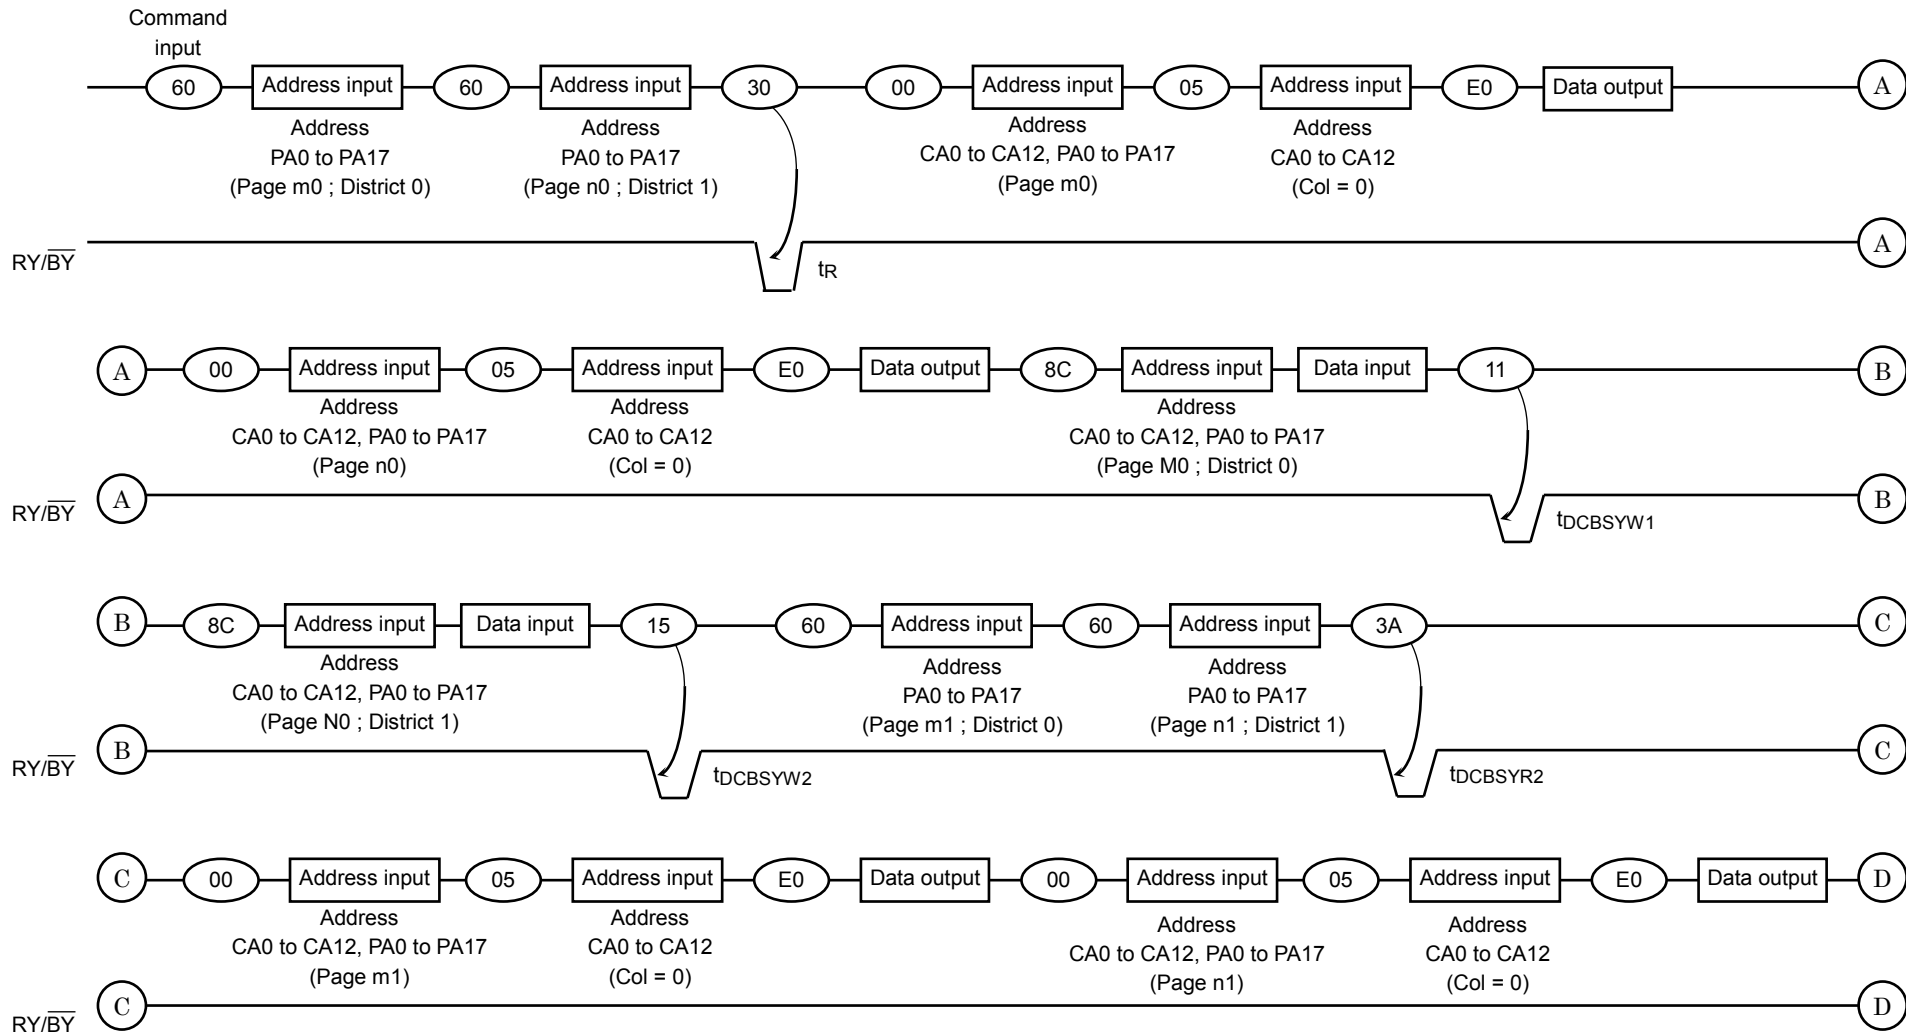 Command
input
60 Address input 60 Address input 30 00 Address input 05 Address input E0 Data output A
Address Address Address Address
PA0 to PA17 PA0 to PA17 CA0 to CA12, PA0 to PA17 CA0 to CA12
(Page m0 ; District 0) (Page n0 ; District 1) (Page m0) (Col = 0)
RY/BY tR A
A 00 Address input 05 Address input E0 Data output 8C Address input Data input 11 B
Address Address Address
CA0 to CA12, PA0 to PA17 CA0 to CA12 CA0 to CA12, PA0 to PA17
(Page n0) (Col = 0) (Page M0 ; District 0)
RY/BY A tDCBSYW1 B
B 8C Address input Data input 15 60 Address input 60 Address input 3A C
Address Address Address
CA0 to CA12, PA0 to PA17 PA0 to PA17 PA0 to PA17
(Page N0 ; District 1) (Page m1 ; District 0) (Page n1 ; District 1)
RY/BY B tDCBSYW2 tDCBSYR2 C
C 00 Address input 05 Address input E0 Data output 00 Address input 05 Address input E0 Data output D
Address Address Address Address
CA0 to CA12, PA0 to PA17 CA0 to CA12 CA0 to CA12, PA0 to PA17 CA0 to CA12
(Page m1) (Col = 0) (Page n1) (Col = 0)
RY/BY C D